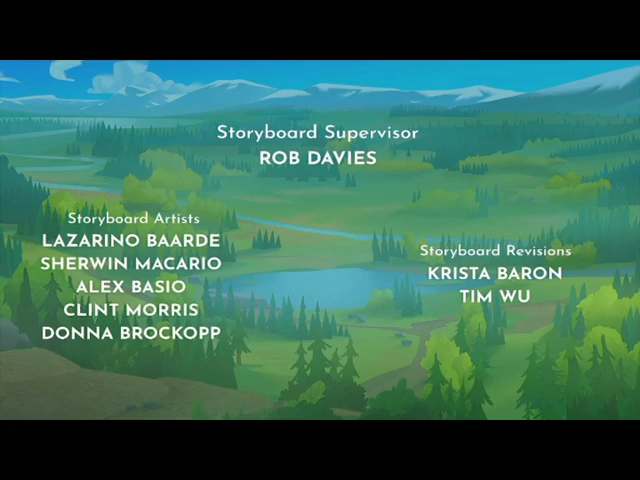 Storyboard Supervisor
ROB DAVIES
Storyboard Artists
LAZARINO BAARDE
SHERWIN MACARIO
ALEX BASIO
CLINT MORRIS
DONNA BROCKOPP
Storyboard Revisions
KRISTA BARON
TIM WU